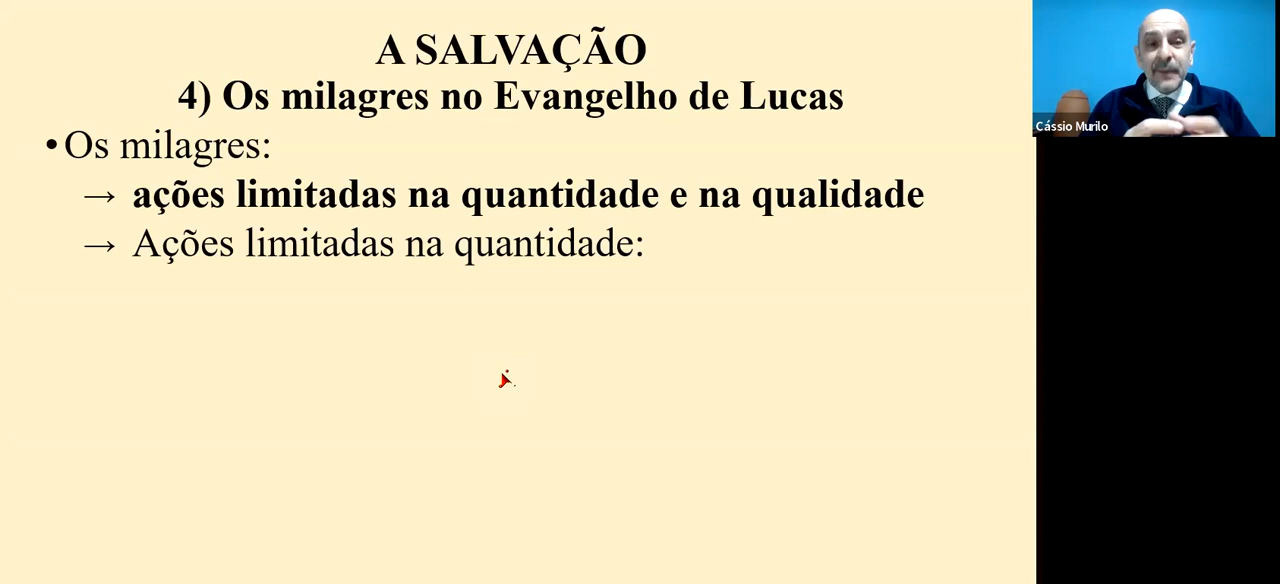 A SALVAÇÃO
4) Os milagres no Evangelho de Lucas
•Os milagres:
→ ações limitadas na quantidade e na qualidade
→ Ações limitadas na quantidade:
Cássio Murilo